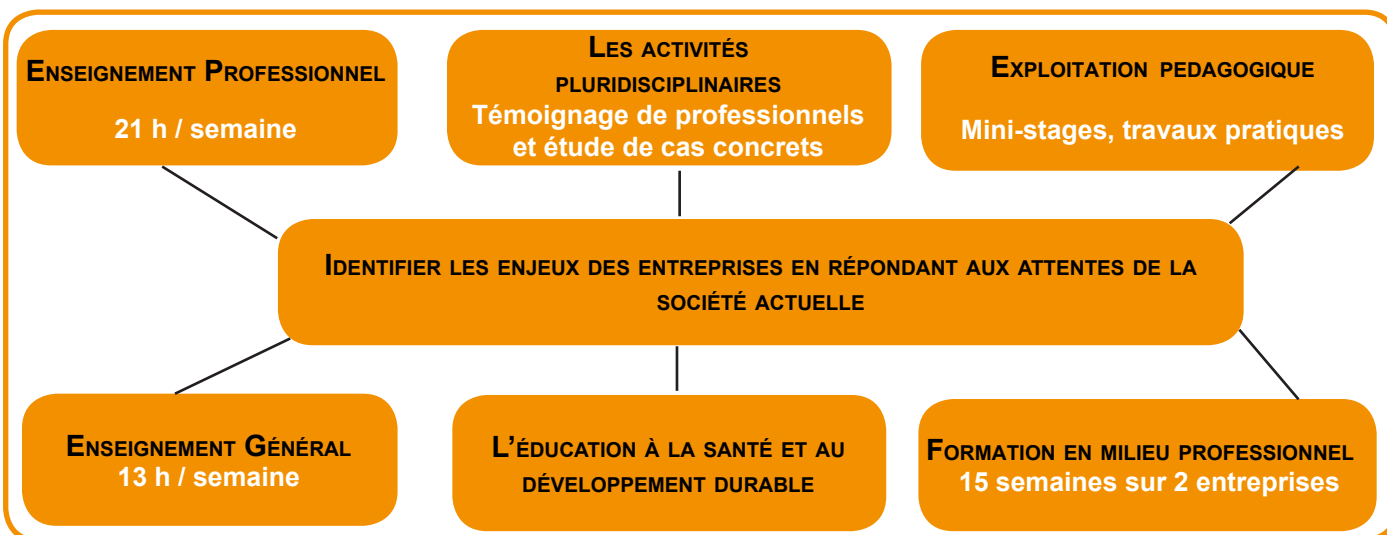 Enseignement Professionnel
21 h / semaine
Les activités
pluridisciplinaires
Témoignage de professionnels
et étude de cas concrets
Exploitation pedagogique
Mini-stages, travaux pratiques
Identifier les enjeux des entreprises en répondant aux attentes de la
société actuelle
Enseignement Général
13 h / semaine
L'éducation à la santé et au
développement durable
Formation en milieu professionnel
15 semaines sur 2 entreprises